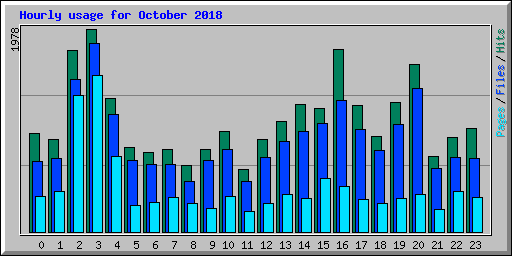 Hourly usage for October 2018
1978
Pages / Files / Hits
0 1 2 3 4 5 6 7 8 9 10 11 12 13 14 15 16 17 18 19 20 21 22 23